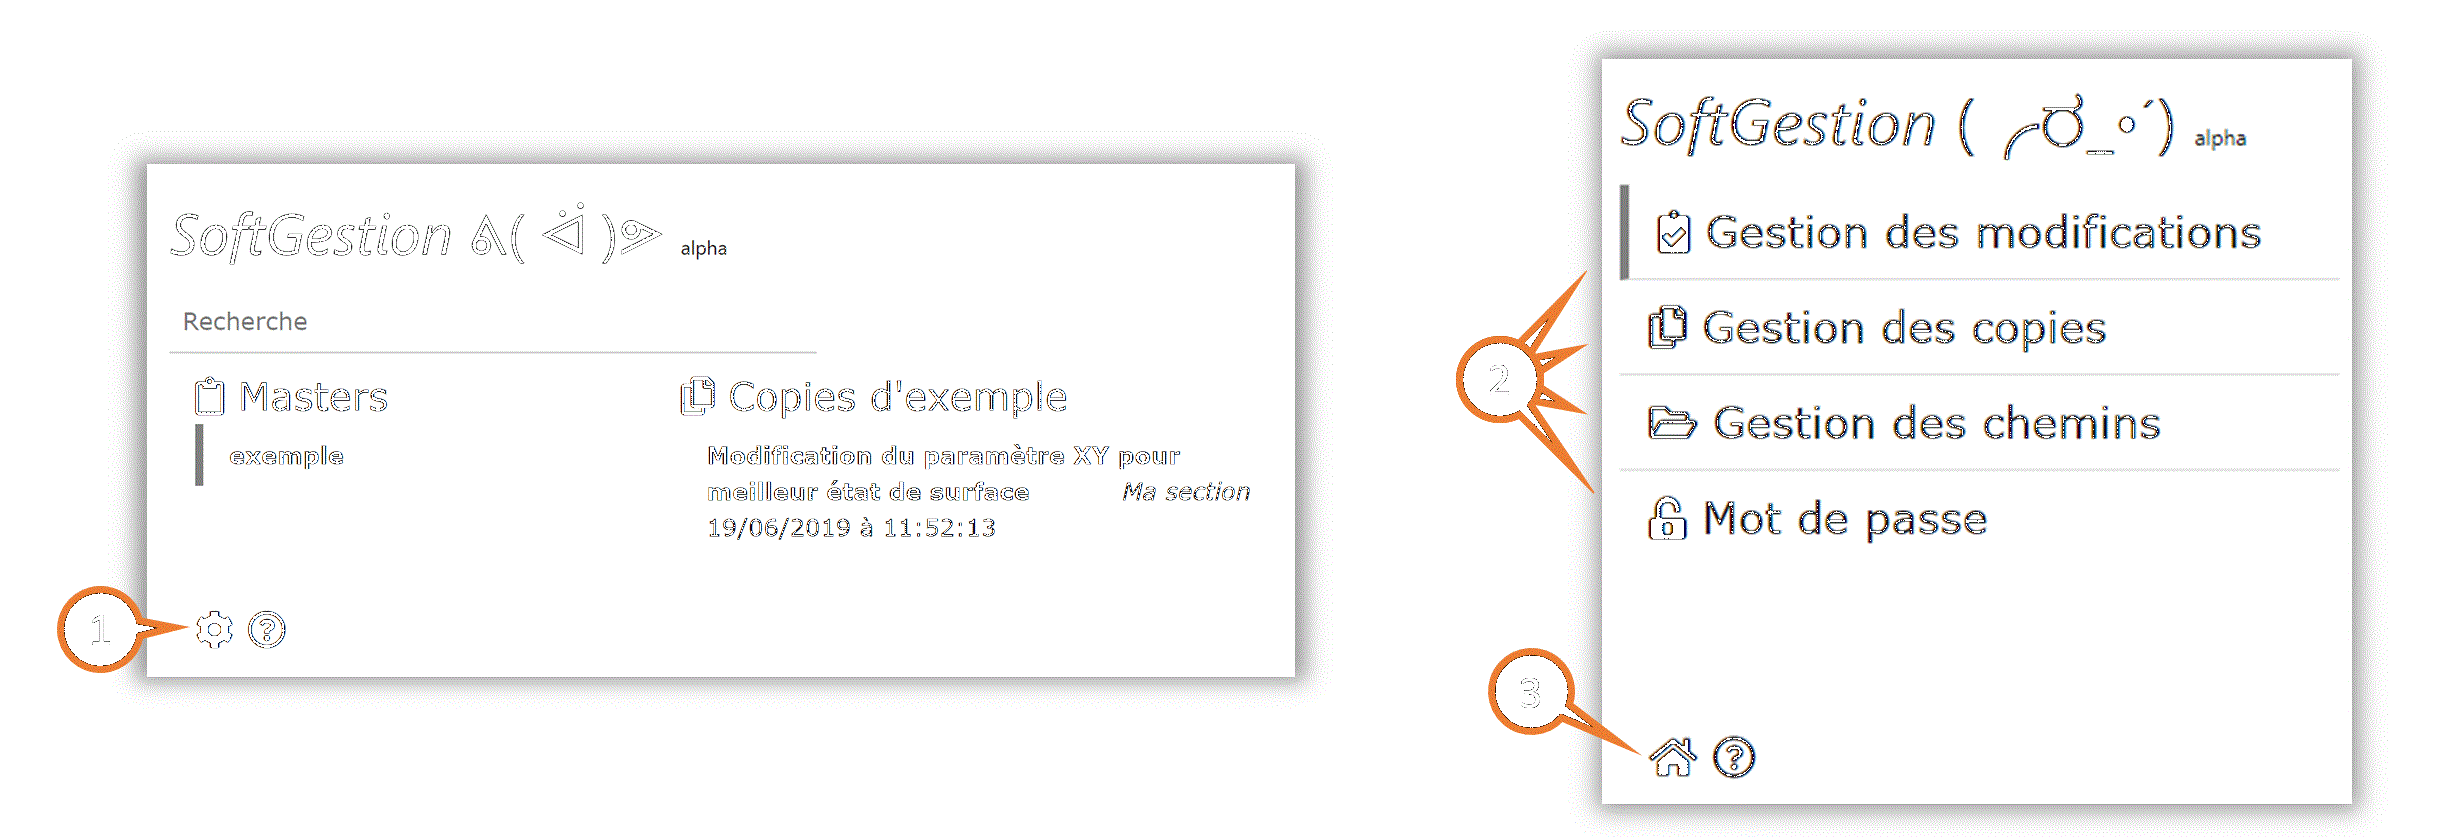 SoftGestion ᕕ( ᐛ )ᕗ alpha
Recherche
Masters
exemple
Copies d'exemple
Modification du paramètre XY pour
meilleur état de surface
Ma section
19/06/2019 à 11:52:13
1
SoftGestion ( ╭ರ_•́) alpha
Gestion des modifications
Gestion des copies
Gestion des chemins
Mot de passe
2
3